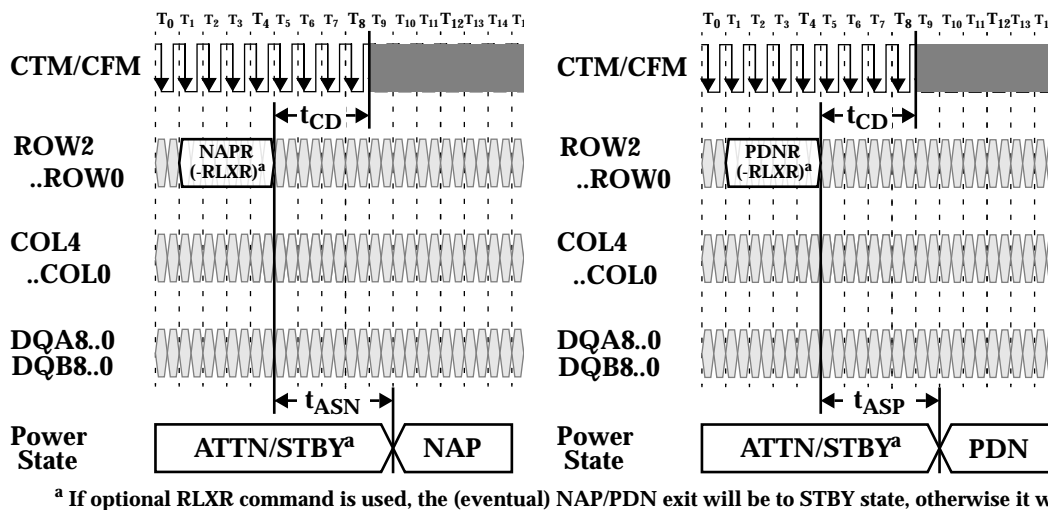 T0 T1 T2 T3 T4 T5 T6 T7 T8 T9 T10 T11 T12 T13 T14 T1
CTM/CFM
tCD
ROW2
..ROW0
NAPR
(-RLXR)a
COL4
..COL0
DQA8..0
DQB8..0
tASN
Power
State
ATTN/STBYa
NAP
T0 T1 T2 T3 T4 T5 T6 T7 T8 T9 T10 T11 T12 T13 T1
CTM/CFM
tCD
ROW2
..ROW0
PDNR
(-RLXR)a
COL4
..COL0
DQA8..0
DQB8..0
tASP
Power
State
ATTN/STBYa
PDN
a If optional RLXR command is used, the (eventual) NAP/PDN exit will be to STBY state, otherwise it w